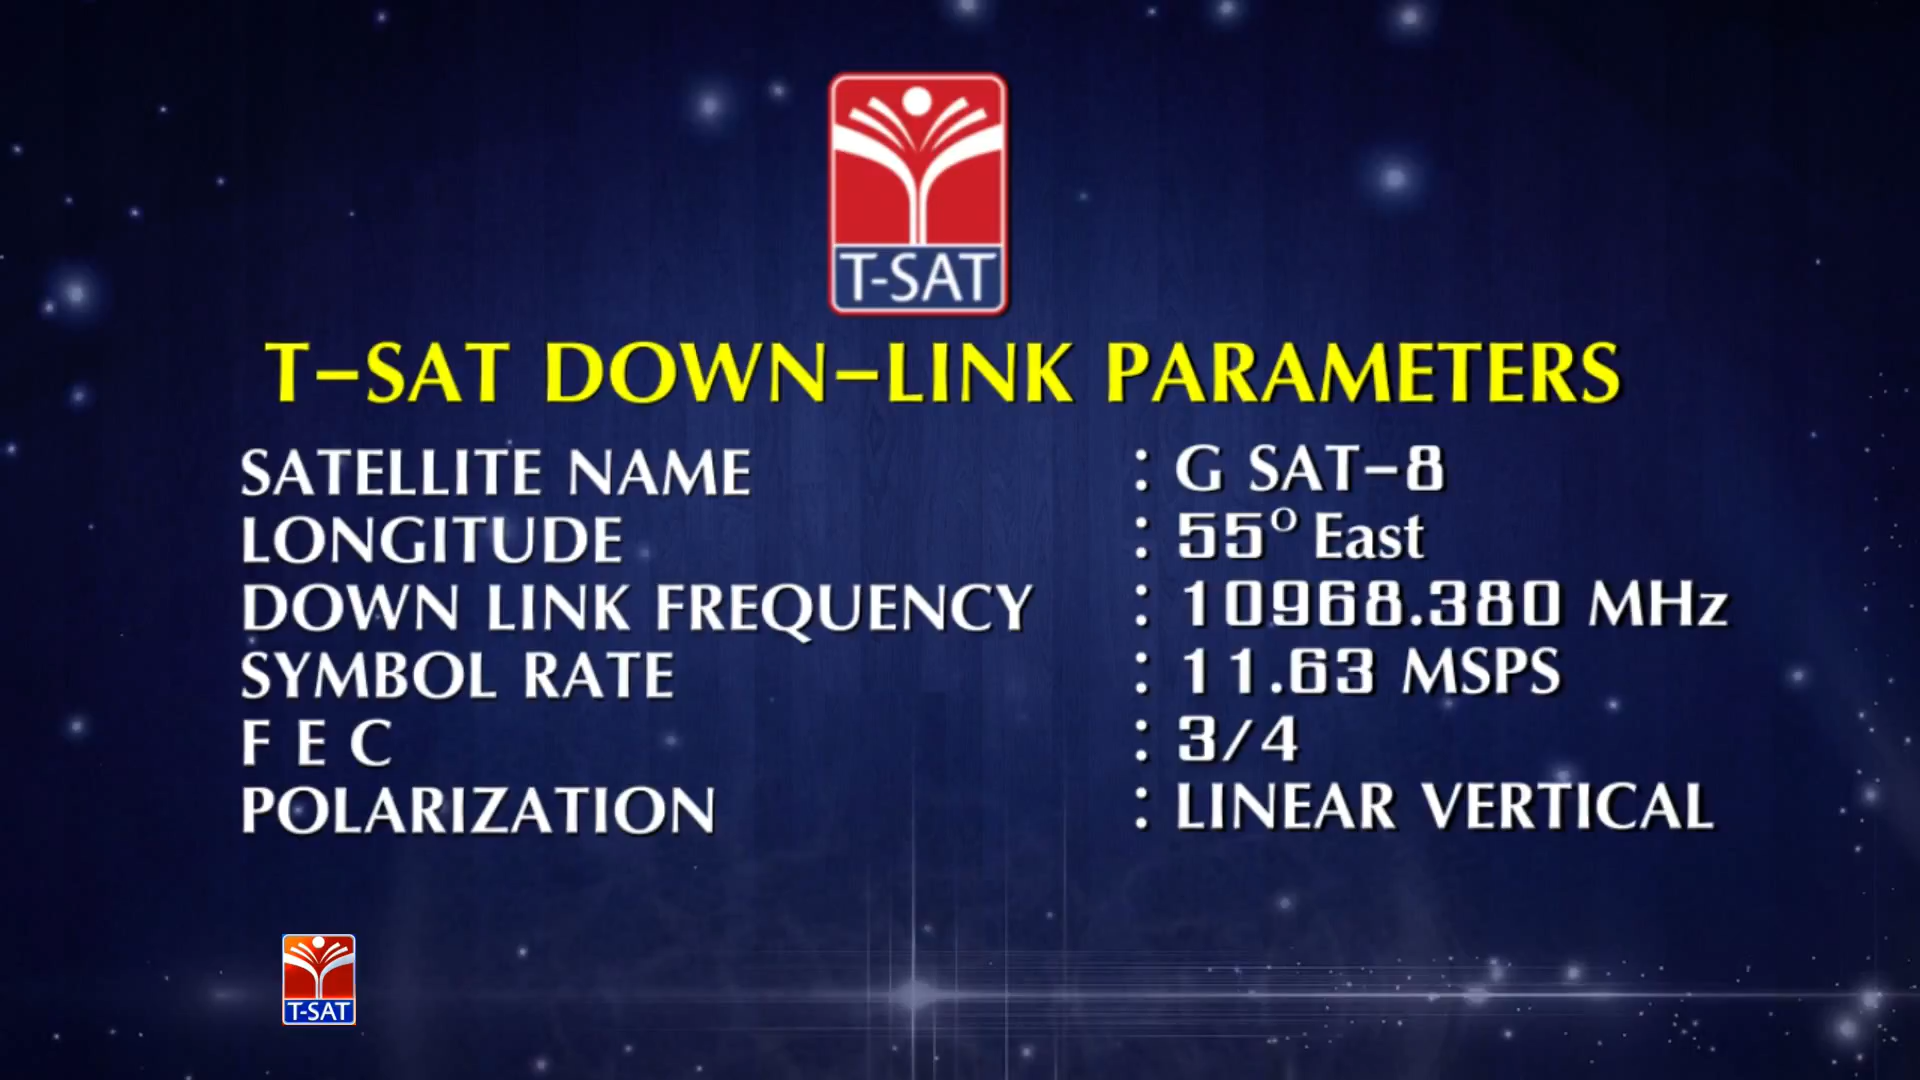 T-SAT
T-SAT DOWN-LINK PARAMETERS
SATELLITE NAME : G SAT-8
LONGITUDE : 55° East
DOWN LINK FREQUENCY : 10968.380 MHz
SYMBOL RATE : 11.63 MSPS
F E C : 3/4
POLARIZATION : LINEAR VERTICAL
T-SAT